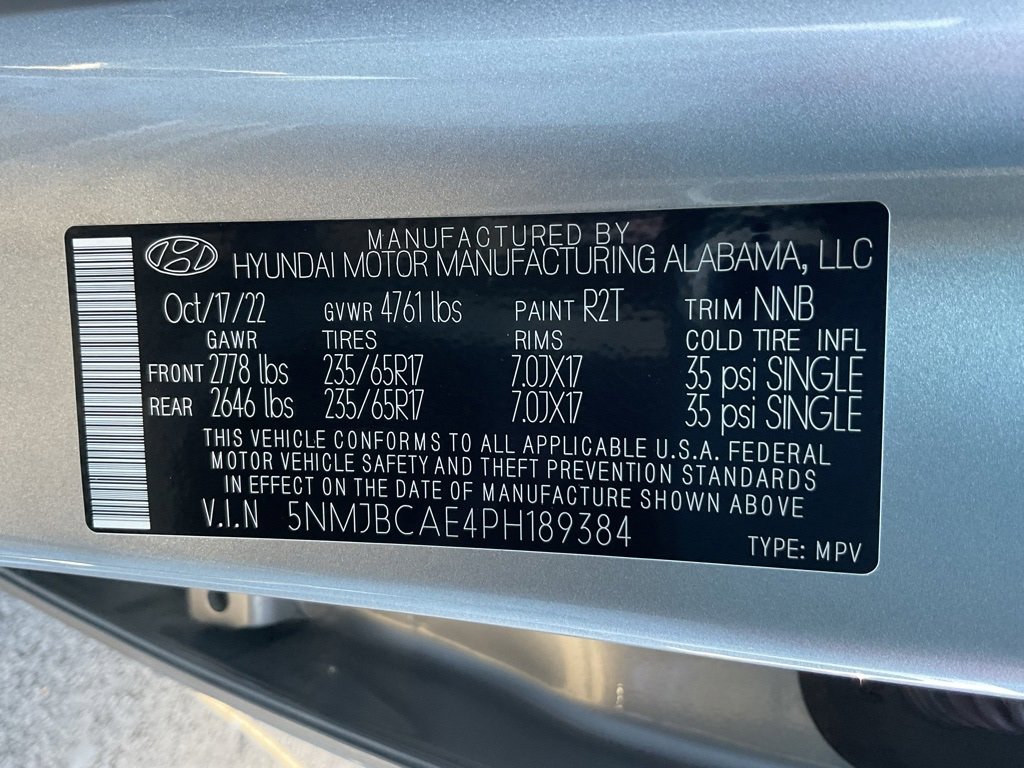 MANUFACTURED BY
HYUNDAI MOTOR MANUFACTURING ALABAMA, LLC
Oct/17/22 GVWR 4761 lbs PAINT R2T TRIM NNB
GAWR TIRES RIMS COLD TIRE INFL
FRONT 2778 lbs 235/65R17 7.0JX17 35 psi SINGLE
REAR 2646 lbs 235/65R17 7.0JX17 35 psi SINGLE
THIS VEHICLE CONFORMS TO ALL APPLICABLE U.S.A. FEDERAL
MOTOR VEHICLE SAFETY AND THEFT PREVENTION STANDARDS
IN EFFECT ON THE DATE OF MANUFACTURE SHOWN ABOVE
V.I.N 5NMJBCAE4PH189384
TYPE: MPV